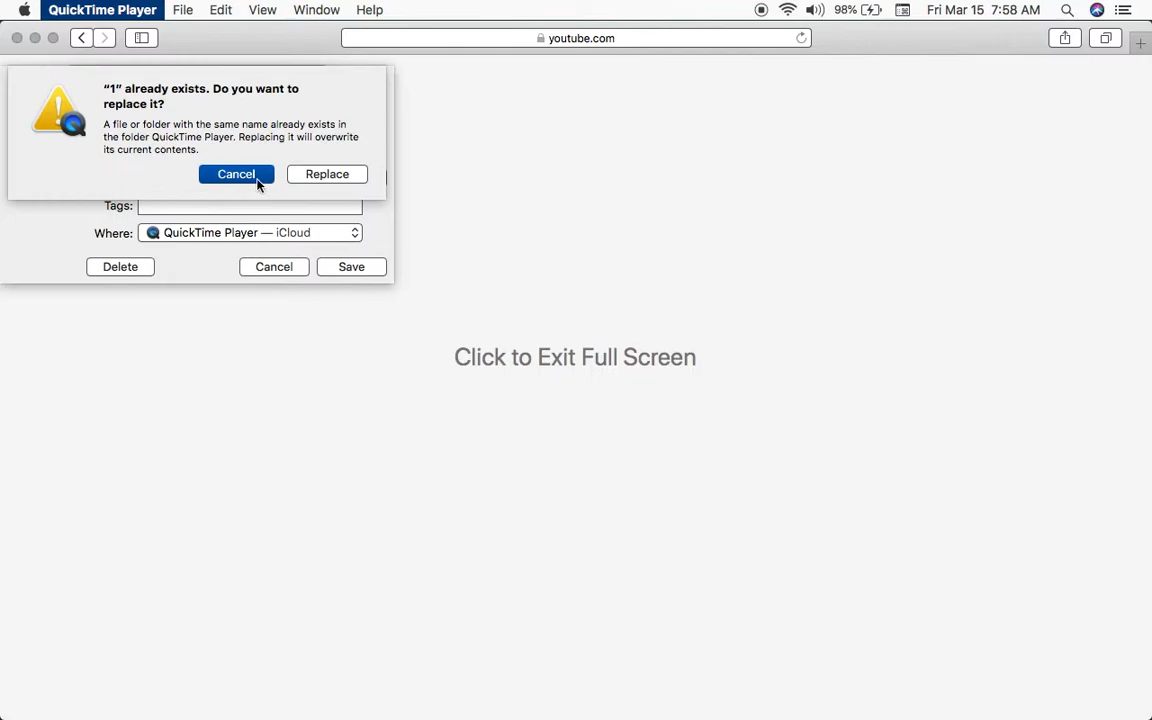 QuickTime Player File Edit View Window Help 98% Fri Mar 15 7:58 AM
youtube.com
“1” already exists. Do you want to
replace it?
A file or folder with the same name already exists in
the folder QuickTime Player. Replacing it will overwrite
its current contents.
Cancel Replace
Tags:
Where: QuickTime Player — iCloud
Delete Cancel Save
Click to Exit Full Screen